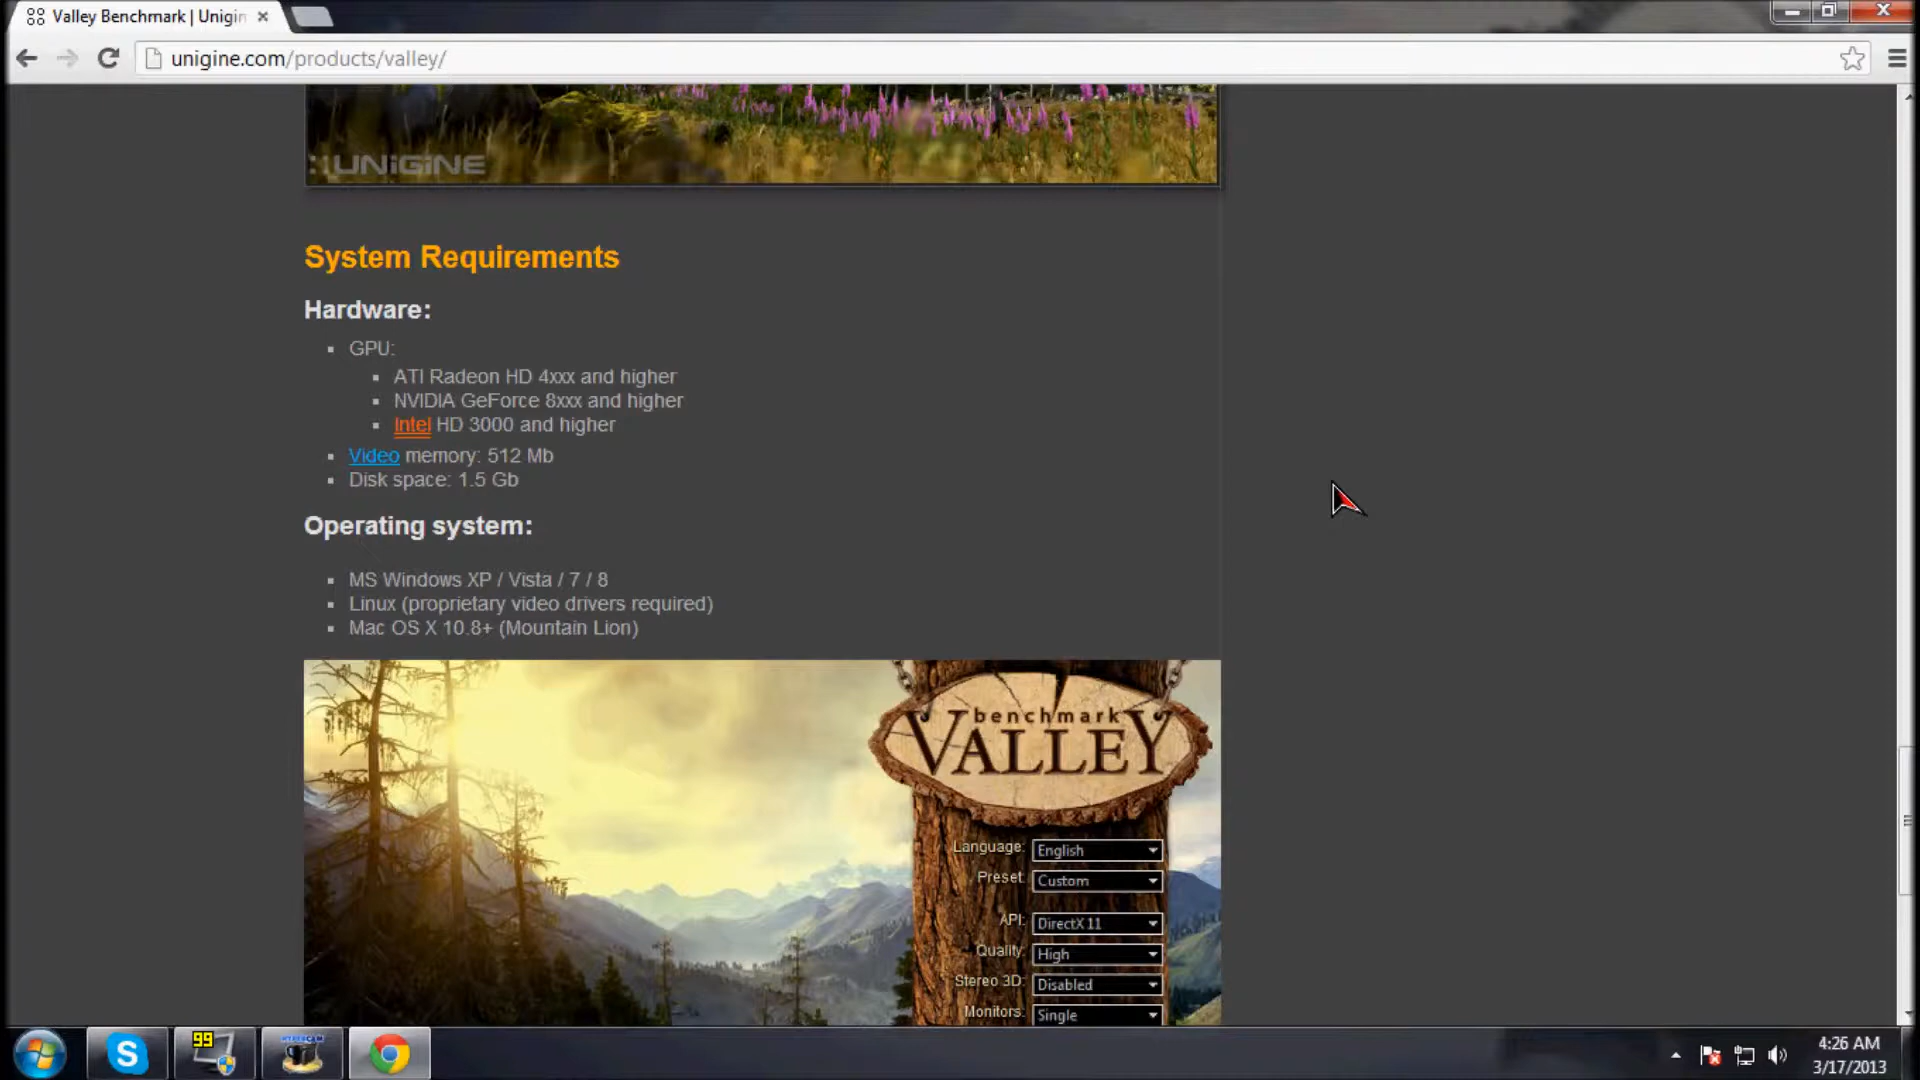 Valley Benchmark | Unigin
unigine.com/products/valley/
UNiGiNE
System Requirements
Hardware:
GPU:
ATI Radeon HD 4xxx and higher
NVIDIA GeForce 8xxx and higher
Intel HD 3000 and higher
Video memory: 512 Mb
Disk space: 1.5 Gb
Operating system:
MS Windows XP / Vista / 7 / 8
Linux (proprietary video drivers required)
Mac OS X 10.8+ (Mountain Lion)
benchmark
VALLEY
Language: English
Preset: Custom
API: DirectX 11
Quality: High
Stereo 3D: Disabled
Monitors: Single
99
HYPERCAM
4:26 AM
3/17/2013